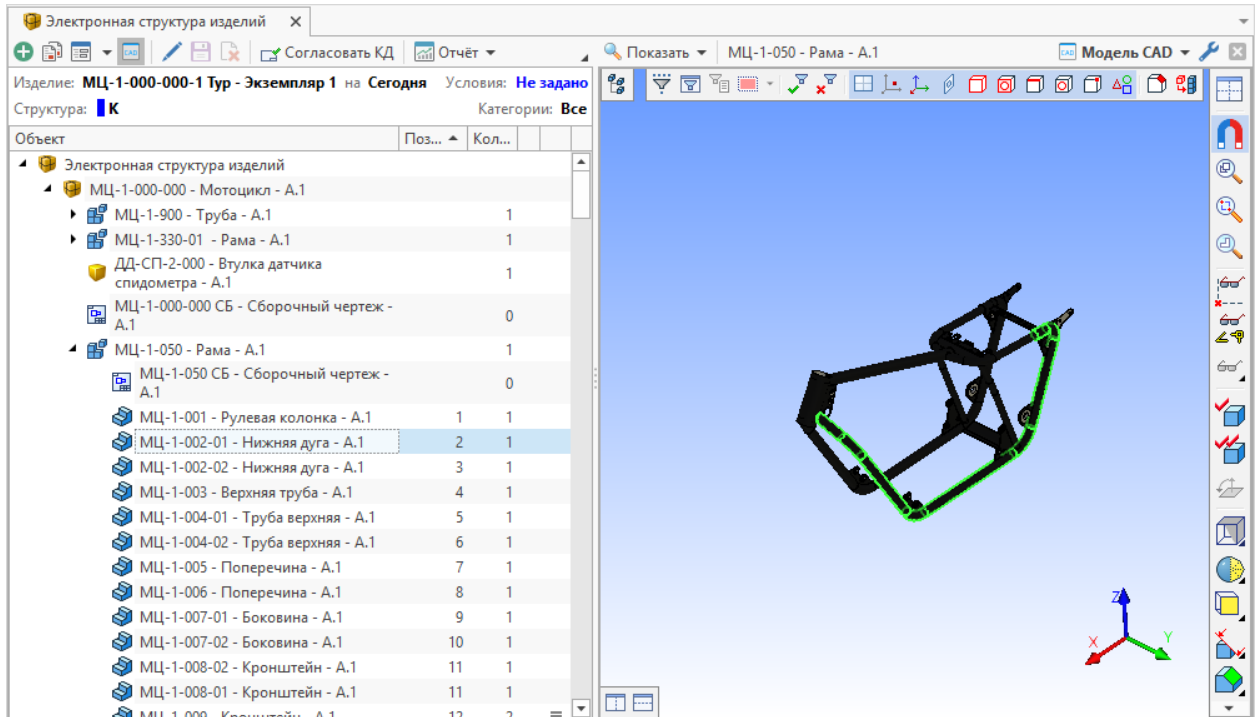 Электронная структура изделий
CAD Согласовать КД Отчёт
Показать МЦ-1-050 - Рама - А.1 CAD Модель CAD
Изделие: МЦ-1-000-000-1 Тур - Экземпляр 1 на Сегодня Условия: Не задано
Структура: К Категории: Все
Объект Поз... Кол...
Электронная структура изделий
МЦ-1-000-000 - Мотоцикл - А.1
МЦ-1-900 - Труба - А.1 1
МЦ-1-330-01 - Рама - А.1 1
ДД-СП-2-000 - Втулка датчика
спидометра - А.1 1
МЦ-1-000-000 СБ - Сборочный чертеж -
А.1 0
МЦ-1-050 - Рама - А.1 1
МЦ-1-050 СБ - Сборочный чертеж -
А.1 0
МЦ-1-001 - Рулевая колонка - А.1 1 1
МЦ-1-002-01 - Нижняя дуга - А.1 2 1
МЦ-1-002-02 - Нижняя дуга - А.1 3 1
МЦ-1-003 - Верхняя труба - А.1 4 1
МЦ-1-004-01 - Труба верхняя - А.1 5 1
МЦ-1-004-02 - Труба верхняя - А.1 6 1
МЦ-1-005 - Поперечина - А.1 7 1
МЦ-1-006 - Поперечина - А.1 8 1
МЦ-1-007-01 - Боковина - А.1 9 1
МЦ-1-007-02 - Боковина - А.1 10 1
МЦ-1-008-02 - Кронштейн - А.1 11 1
МЦ-1-008-01 - Кронштейн - А.1 11 1
МЦ-1-009 - Кронштейн - А.1 12 2
Z
X Y